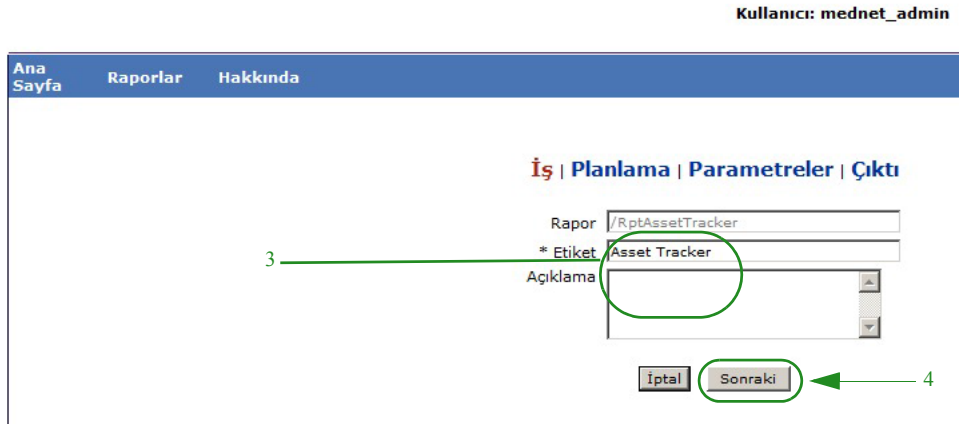 Kullanıcı: mednet_admin
Ana Sayfa Raporlar Hakkında
İş | Planlama | Parametreler | Çıktı
Rapor /RptAssetTracker
* Etiket Asset Tracker
3
Açıklama
İptal Sonraki 4